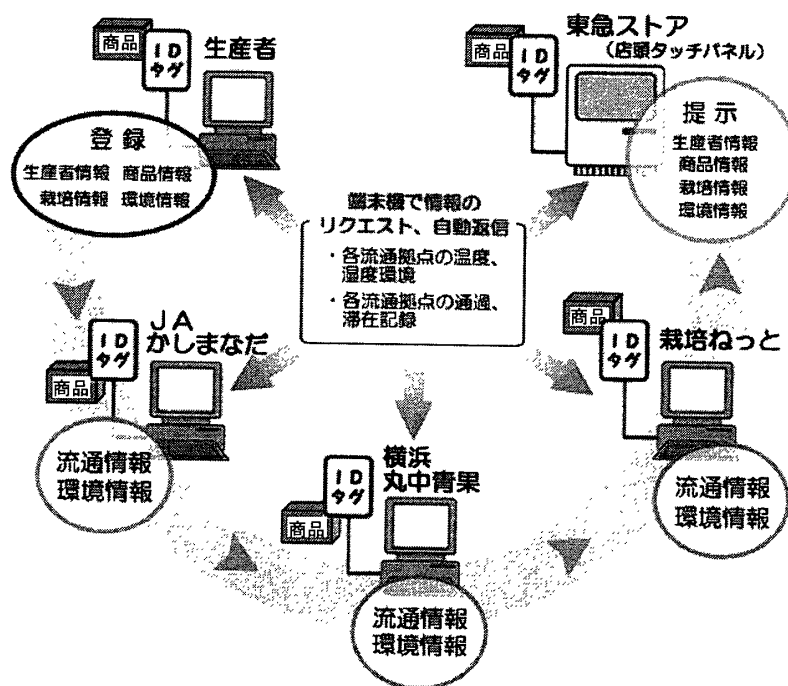 商品
ID
タグ
生産者
登録
生産者情報 商品情報
栽培情報 環境情報
商品
ID
タグ
東急ストア
(店頭タッチパネル)
提示
生産者情報
商品情報
栽培情報
環境情報
端末機で情報の
リクエスト、自動返信
・各流通拠点の温度、
湿度環境
・各流通拠点の通過、
滞在記録
商品
ID
タグ
JA
かしまなだ
流通情報
環境情報
商品
ID
タグ
横浜
丸中青果
流通情報
環境情報
商品
ID
タグ
栽培ねっと
流通情報
環境情報